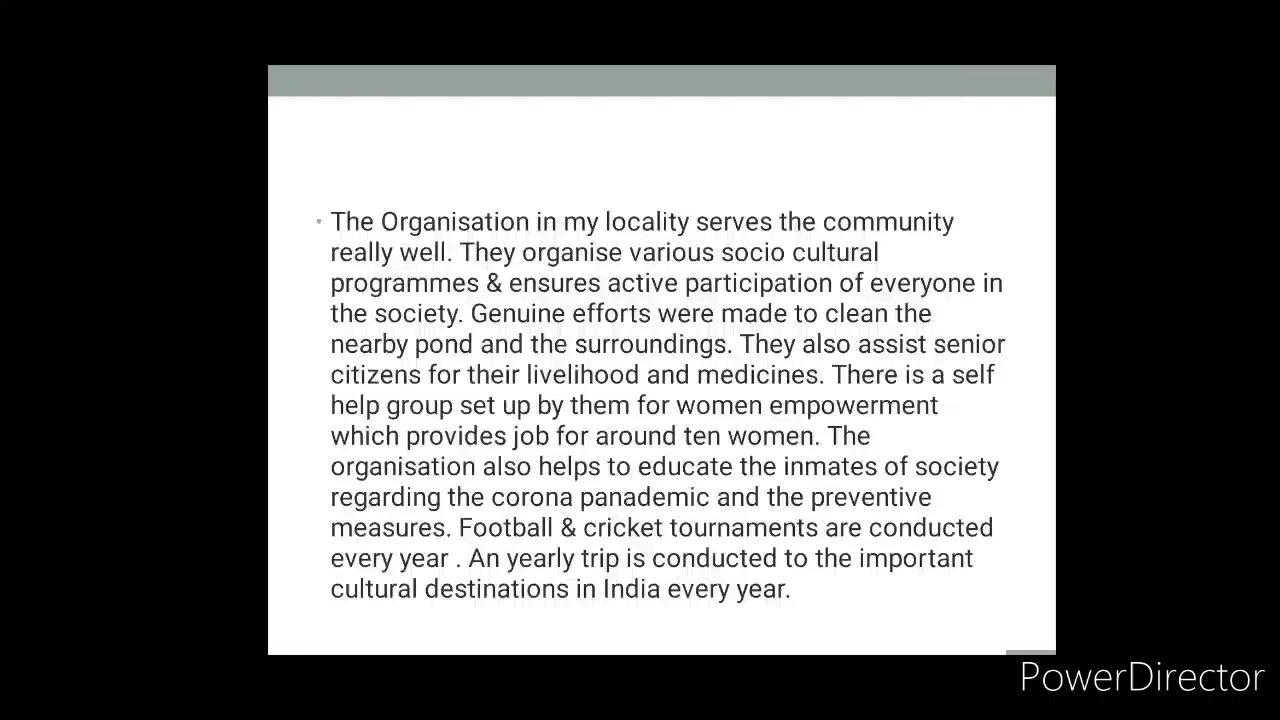 • The Organisation in my locality serves the community
really well. They organise various socio cultural
programmes & ensures active participation of everyone in
the society. Genuine efforts were made to clean the
nearby pond and the surroundings. They also assist senior
citizens for their livelihood and medicines. There is a self
help group set up by them for women empowerment
which provides job for around ten women. The
organisation also helps to educate the inmates of society
regarding the corona panademic and the preventive
measures. Football & cricket tournaments are conducted
every year . An yearly trip is conducted to the important
cultural destinations in India every year.
PowerDirector